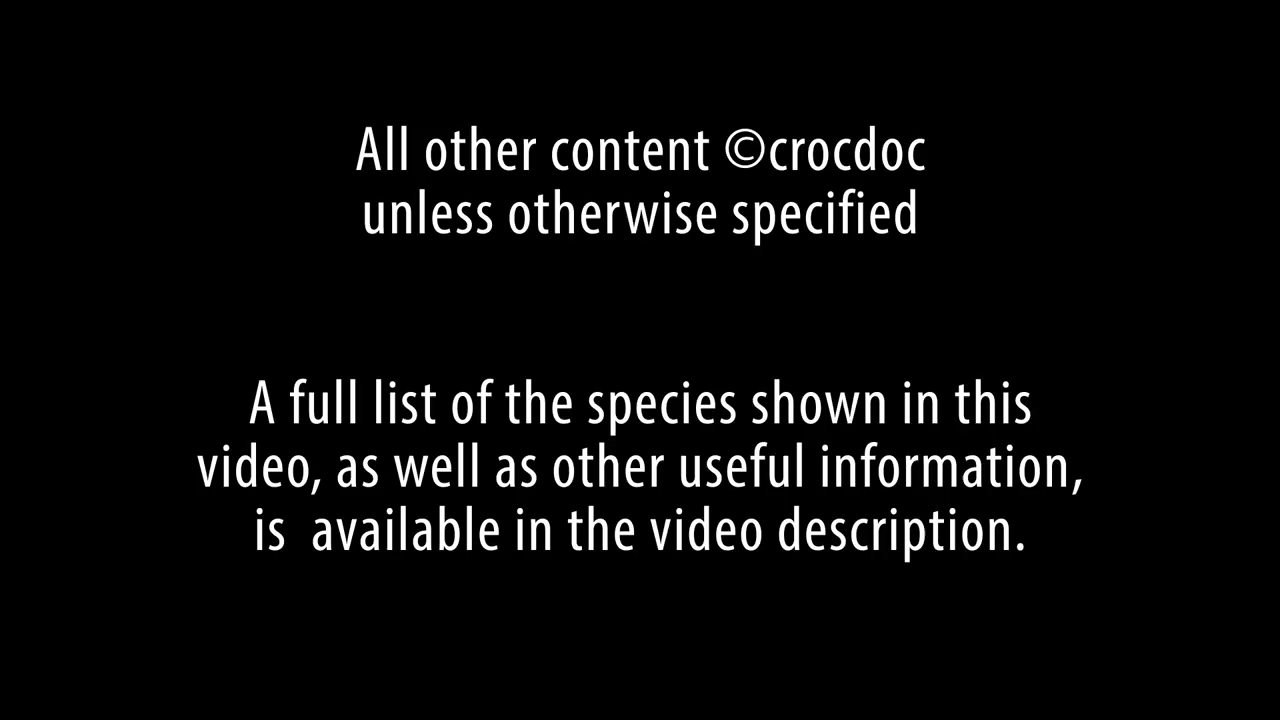 All other content ©crocdoc
unless otherwise specified
A full list of the species shown in this
video, as well as other useful information,
is  available in the video description.